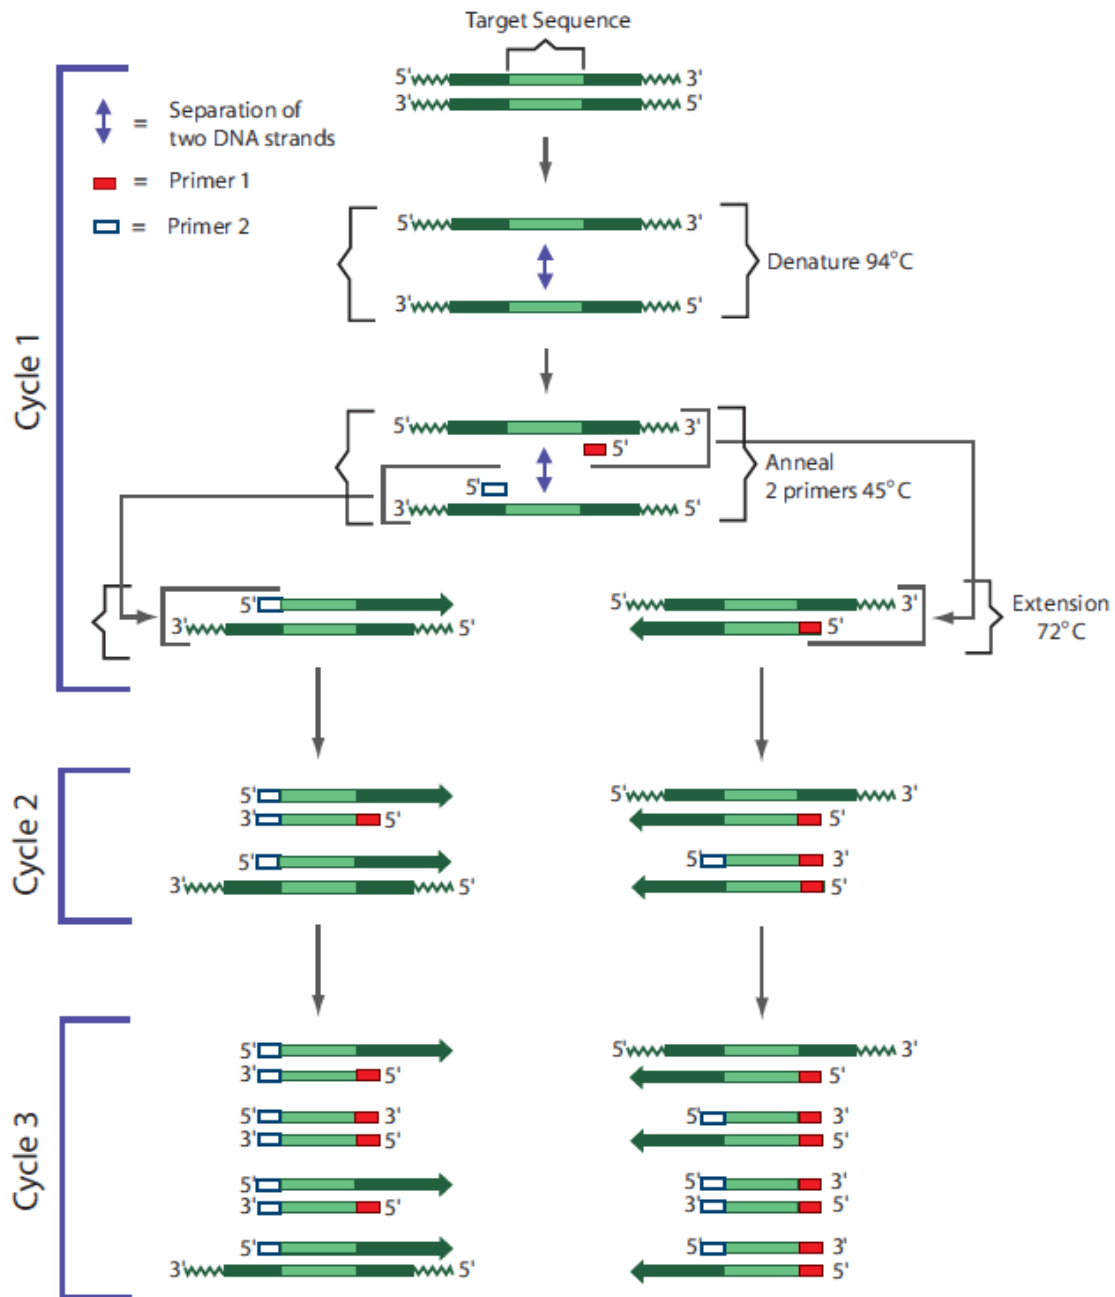 Target Sequence
5' 3'
3' 5'
= Separation of
two DNA strands
= Primer 1
= Primer 2
Cycle 1
5' 3'
Denature 94°C
3' 5'
5' 3'
5'
Anneal
2 primers 45°C
5'
3' 5'
5'
3' 5'
5' 3'
5'
Extension
72°C
Cycle 2
5'
3' 5'
5'
3' 5'
5' 3'
5'
5' 3'
5'
Cycle 3
5'
3' 5'
5' 3'
3' 5'
5'
3' 5'
5'
3' 5'
5' 3'
5'
5' 3'
5'
5' 3'
3' 5'
5' 3'
5'